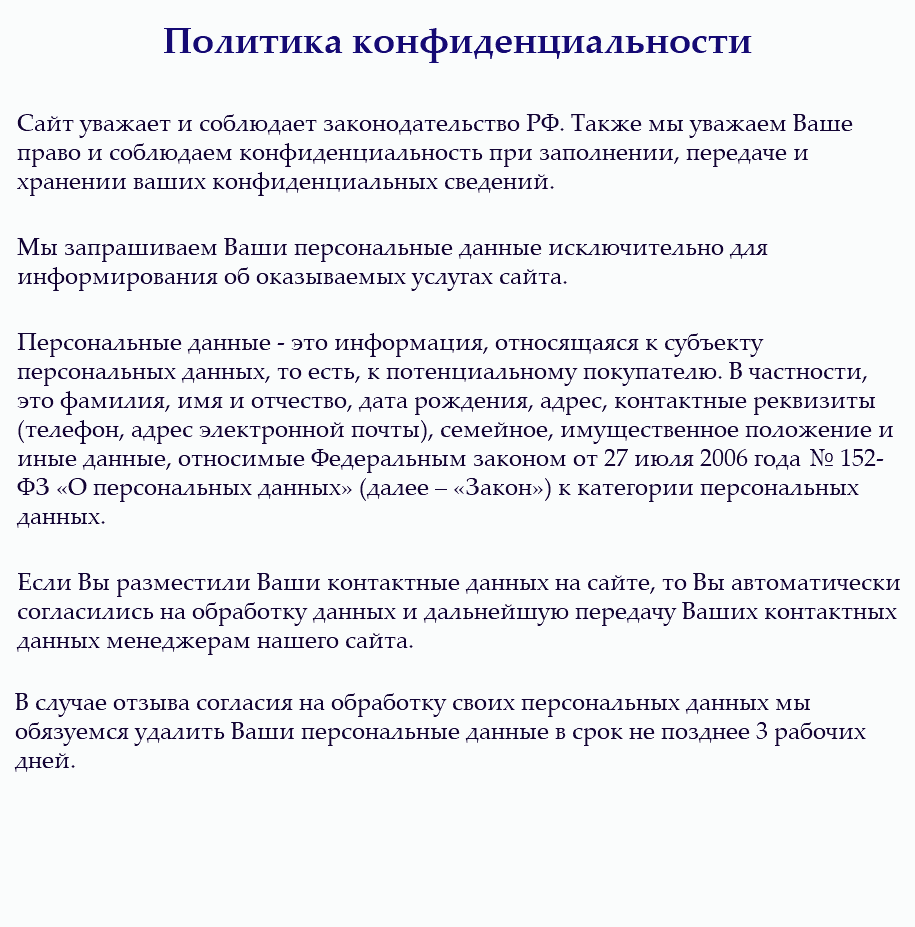 Политика конфиденциальности
Сайт уважает и соблюдает законодательство РФ. Также мы уважаем Ваше
право и соблюдаем конфиденциальность при заполнении, передаче и
хранении ваших конфиденциальных сведений.
Мы запрашиваем Ваши персональные данные исключительно для
информирования об оказываемых услугах сайта.
Персональные данные - это информация, относящаяся к субъекту
персональных данных, то есть, к потенциальному покупателю. В частности,
это фамилия, имя и отчество, дата рождения, адрес, контактные реквизиты
(телефон, адрес электронной почты), семейное, имущественное положение и
иные данные, относимые Федеральным законом от 27 июля 2006 года № 152-
ФЗ «О персональных данных» (далее – «Закон») к категории персональных
данных.
Если Вы разместили Ваши контактные данных на сайте, то Вы автоматически
согласились на обработку данных и дальнейшую передачу Ваших контактных
данных менеджерам нашего сайта.
В случае отзыва согласия на обработку своих персональных данных мы
обязуемся удалить Ваши персональные данные в срок не позднее 3 рабочих
дней.